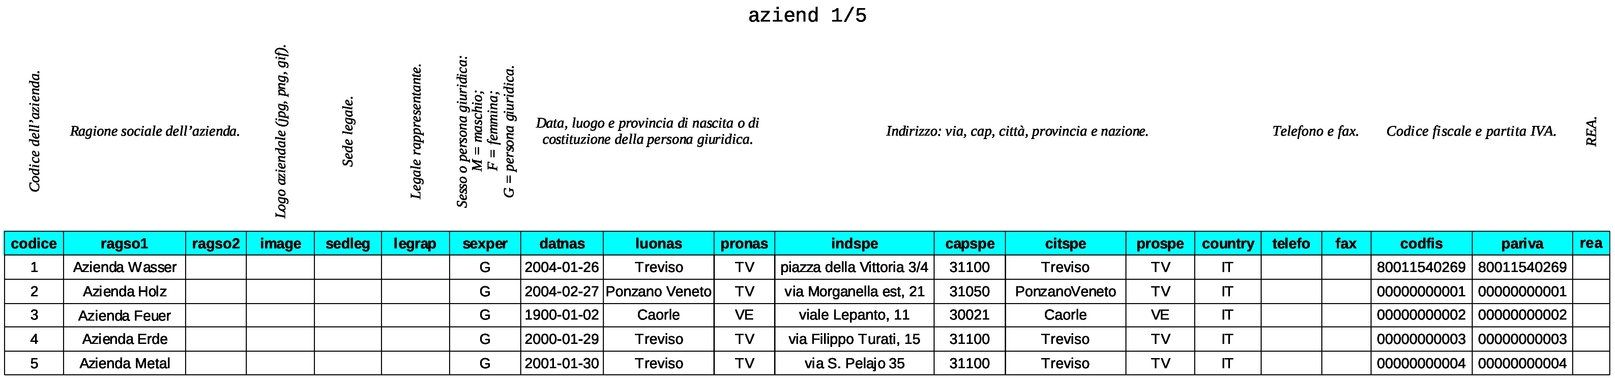 aziend 1/5
Codice dell'azienda.
Ragione sociale dell'azienda.
Logo aziendale (jpg, png, gif).
Sede legale.
Legale rappresentante.
Sesso o persona giuridica:
M = maschio;
F = femmina;
G = persona giuridica.
Data, luogo e provincia di nascita o di
costituzione della persona giuridica.
Indirizzo: via, cap, città, provincia e nazione.
Telefono e fax.
Codice fiscale e partita IVA.
REA.
codice ragso1 ragso2 image sedleg legrap sexper datnas luonas pronas indspe capspe citspe prospe country telefo fax codfis pariva rea
1 Azienda Wasser G 2004-01-26 Treviso TV piazza della Vittoria 3/4 31100 Treviso TV IT 80011540269 80011540269
2 Azienda Holz G 2004-02-27 Ponzano Veneto TV via Morganella est, 21 31050 PonzanoVeneto TV IT 00000000001 00000000001
3 Azienda Feuer G 1900-01-02 Caorle VE viale Lepanto, 11 30021 Caorle VE IT 00000000002 00000000002
4 Azienda Erde G 2000-01-29 Treviso TV via Filippo Turati, 15 31100 Treviso TV IT 00000000003 00000000003
5 Azienda Metal G 2001-01-30 Treviso TV via S. Pelajo 35 31100 Treviso TV IT 00000000004 00000000004